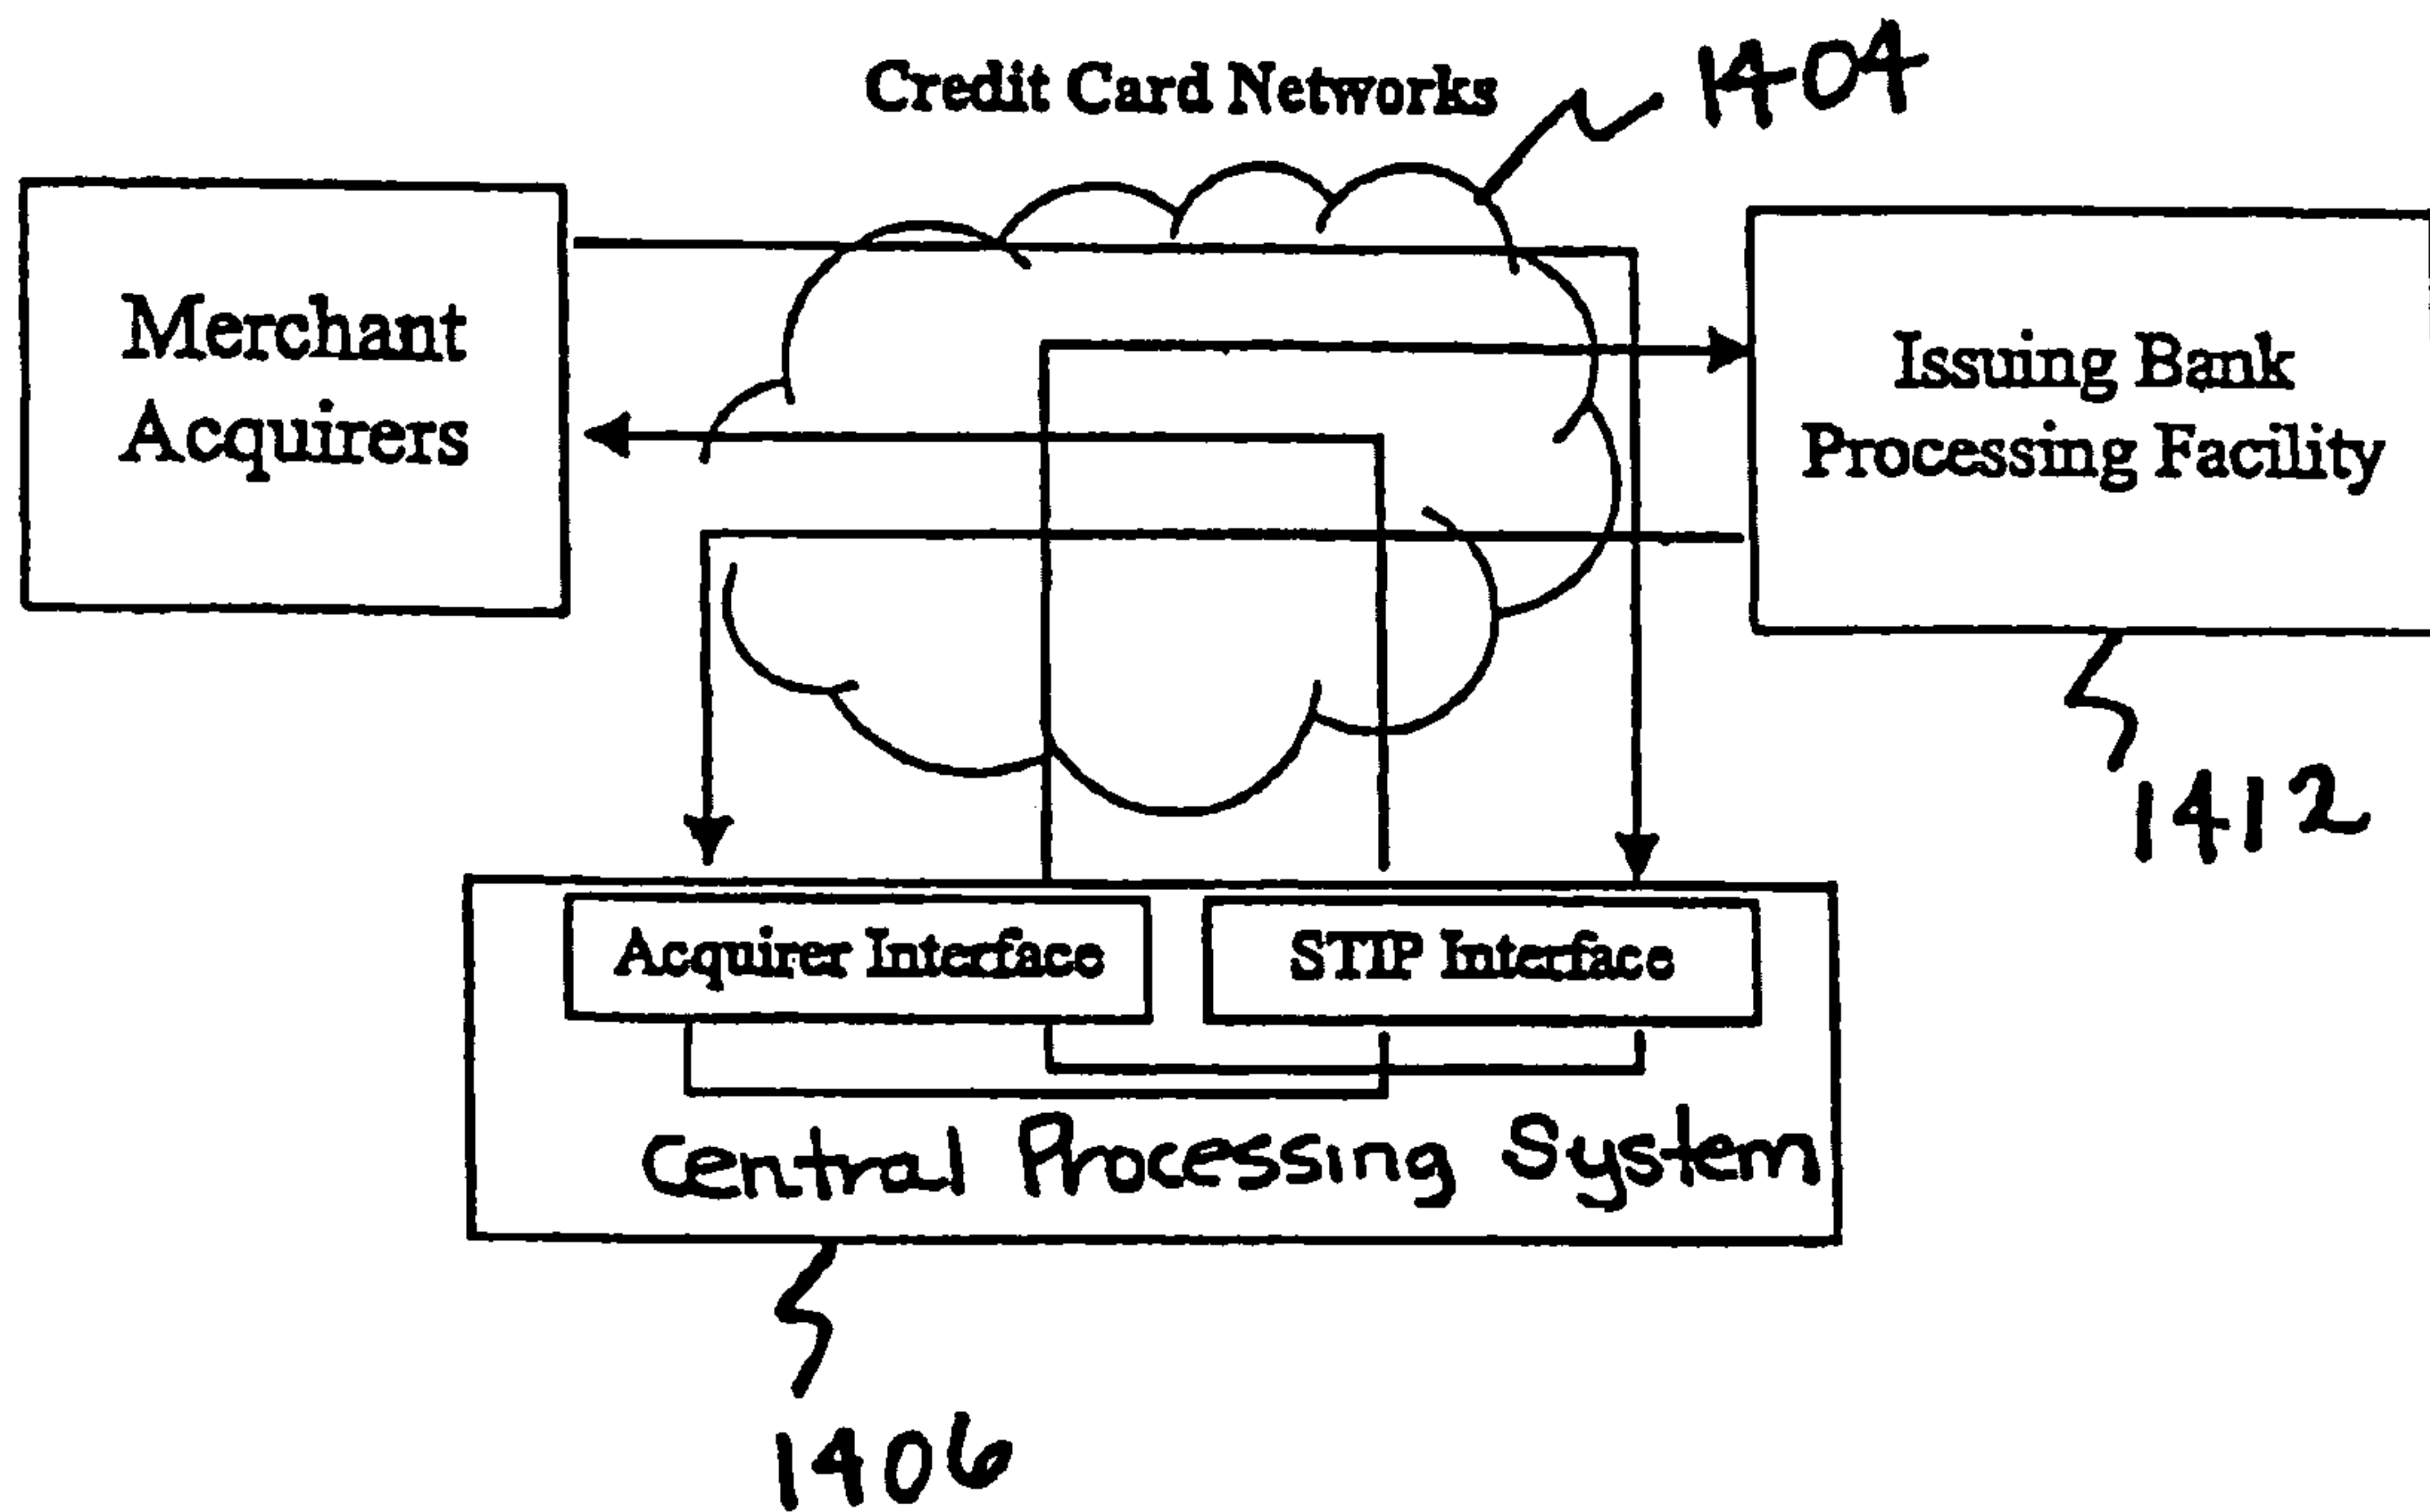 Credit Card Networks
1404
Merchant
Acquirers
Issuing Bank
Processing Facility
1412
Acquirer Interface
STIP Interface
Central Processing System
1406